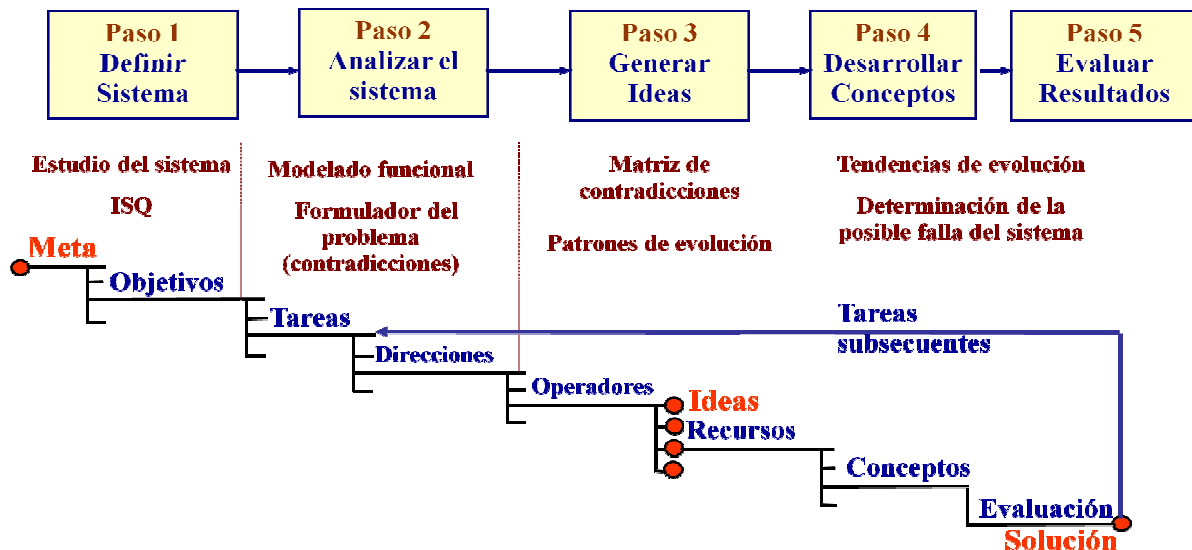 Paso 1
Definir
Sistema
Paso 2
Analizar el
sistema
Paso 3
Generar
Ideas
Paso 4
Desarrollar
Conceptos
Paso 5
Evaluar
Resultados
Estudio del sistema
ISQ
Modelado funcional
Formulador del
problema
(contradicciones)
Matriz de
contradicciones
Patrones de evolución
Tendencias de evolución
Determinación de la
posible falla del sistema
Meta
Objetivos
Tareas
Direcciones
Operadores
Ideas
Recursos
Conceptos
Evaluación
Solución
Tareas
subsecuentes